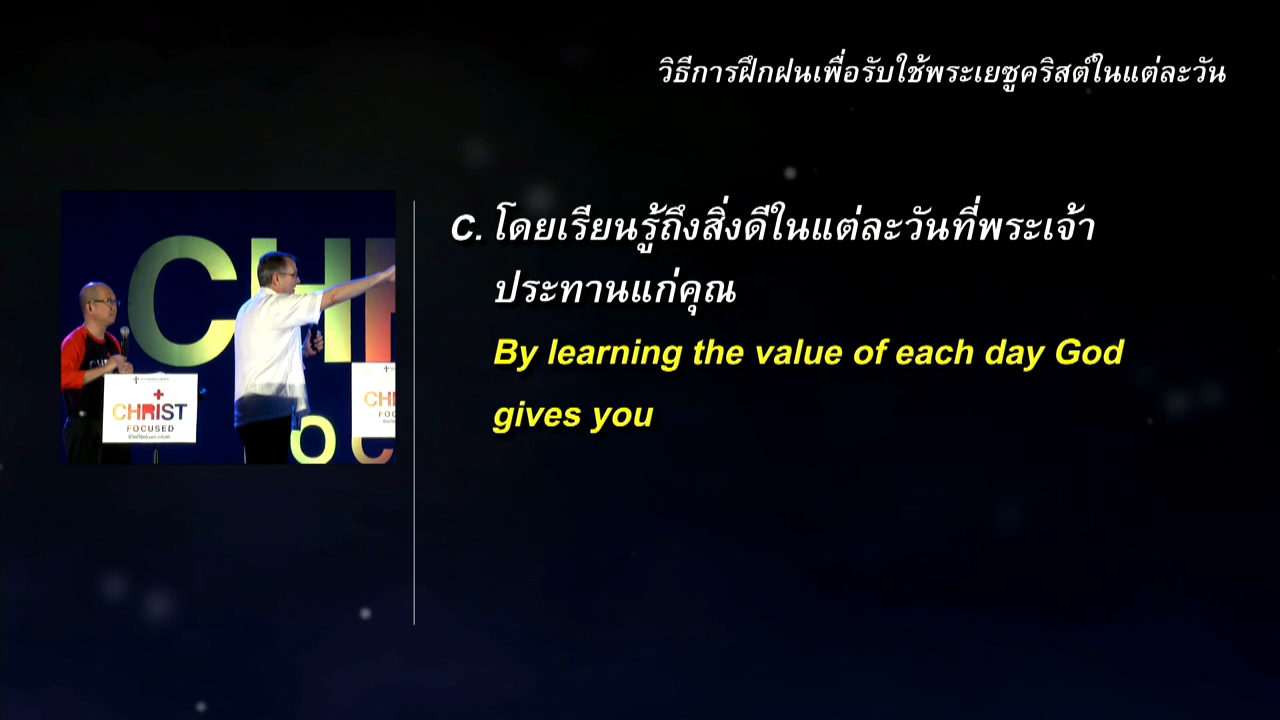 วิธีการฝึกฝนเพื่อรับใช้พระเยซูคริสต์ในแต่ละวัน
C. โดยเรียนรู้ถึงสิ่งดีในแต่ละวันที่พระเจ้า
ประทานแก่คุณ
By learning the value of each day God
gives you
CH
CHRIST
FOCUSED
CH
FOC
OC